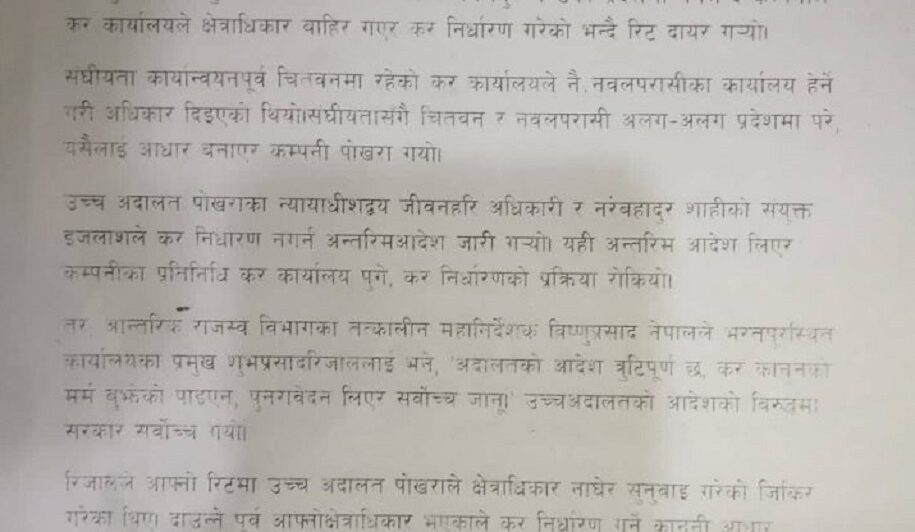 कर कार्यालयले क्षेत्राधिकार वाहिर गएर कर निर्धारण गरेको भन्दै रिट दायर गर्‍यो।
संघीयता कार्यान्वयनपूर्व चितवनमा रहेको कर कार्यालयले नै नवलपरासीका कार्यालय हेर्ने
गरी अधिकार दिइएको थियो।संघीयतासँगै चितवन र नवलपरासी अलग-अलग प्रदेशमा परे,
यसैलाई आधार बनाएर कम्पनी पोखरा गयो।
उच्च अदालत पोखराका न्यायाधीशद्वय जीवनहरि अधिकारी र नरेबहादुर शाहीको संयुक्त
इजलाशले कर निर्धारण नगर्न अन्तरिमआदेश जारी गर्‍यो। यही अन्तरिम आदेश लिएर
कम्पनीका प्रतिनिधि कर कार्यालय पुगे, कर निर्धारणको प्रक्रिया रोकियो।
तर आन्तरिक राजस्व विभागका तत्कालीन महानिर्देशक विष्णुप्रसाद नेपालले भरतपुरस्थित
कार्यालयका प्रमुख शुभप्रसादरिजाललाई भने, 'अदालतको आदेश त्रुटिपूर्ण छ, कर कानूनको
मर्म बुझेको पाइएन, पुनरावेदन लिएर सर्वोच्च जानू।' उच्चअदालतको आदेशको विरुद्धमा
सरकार सर्वोच्च गयो।
रिजालले आफ्नो रिटमा उच्च अदालत पोखराले क्षेत्राधिकार नाघेर सुनुवाइ गरेको जिकिर
गरेका थिए। दाउन्ने पूर्व आफ्नोक्षेत्राधिकार भएकाले कर निर्धारण गर्ने कानूनी आधार